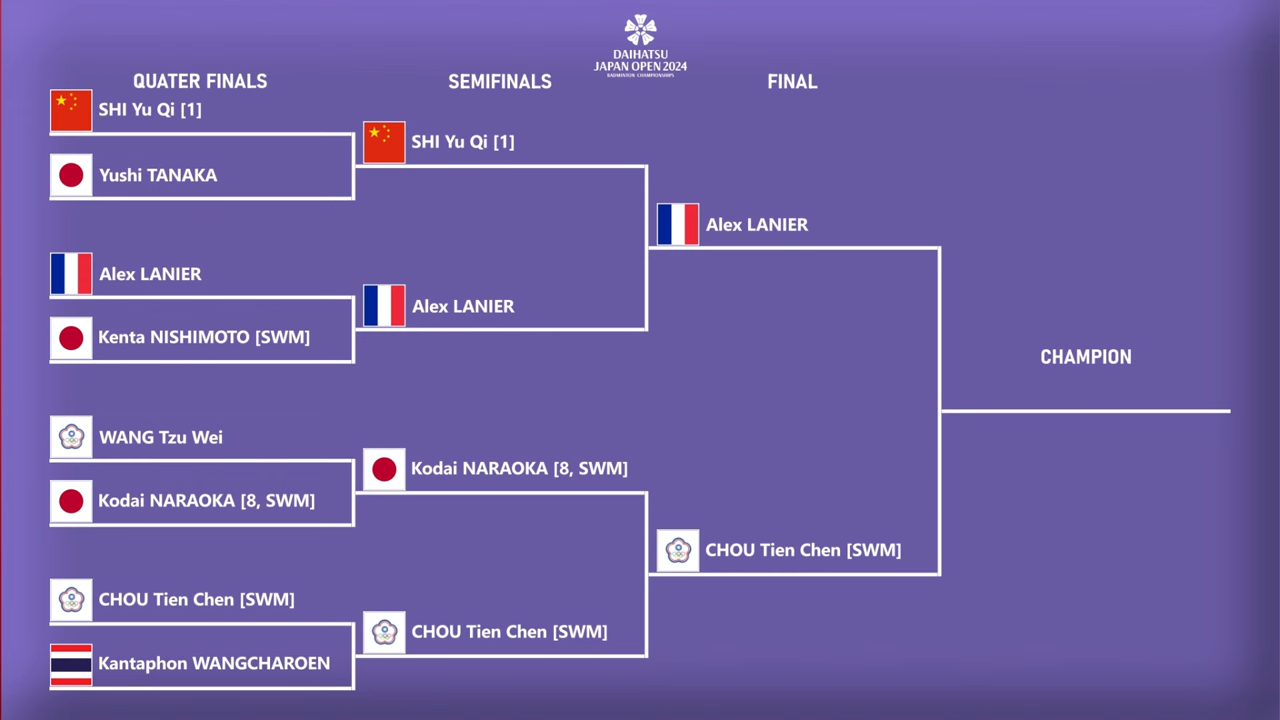 DAIHATSU
JAPAN OPEN 2024
BADMINTON CHAMPIONSHIPS
QUATER FINALS
SEMIFINALS
FINAL
SHI Yu Qi [1]
Yushi TANAKA
Alex LANIER
Kenta NISHIMOTO [SWM]
WANG Tzu Wei
Kodai NARAOKA [8, SWM]
CHOU Tien Chen [SWM]
Kantaphon WANGCHAROEN
SHI Yu Qi [1]
Alex LANIER
Kodai NARAOKA [8, SWM]
CHOU Tien Chen [SWM]
Alex LANIER
CHOU Tien Chen [SWM]
CHAMPION